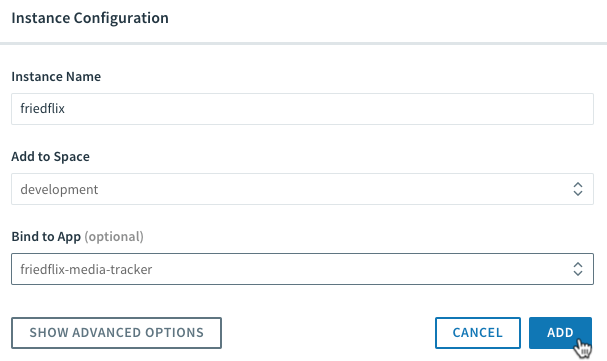 Instance Configuration
Instance Name
friedflix
Add to Space
development
Bind to App (optional)
friedflix-media-tracker
SHOW ADVANCED OPTIONS CANCEL ADD